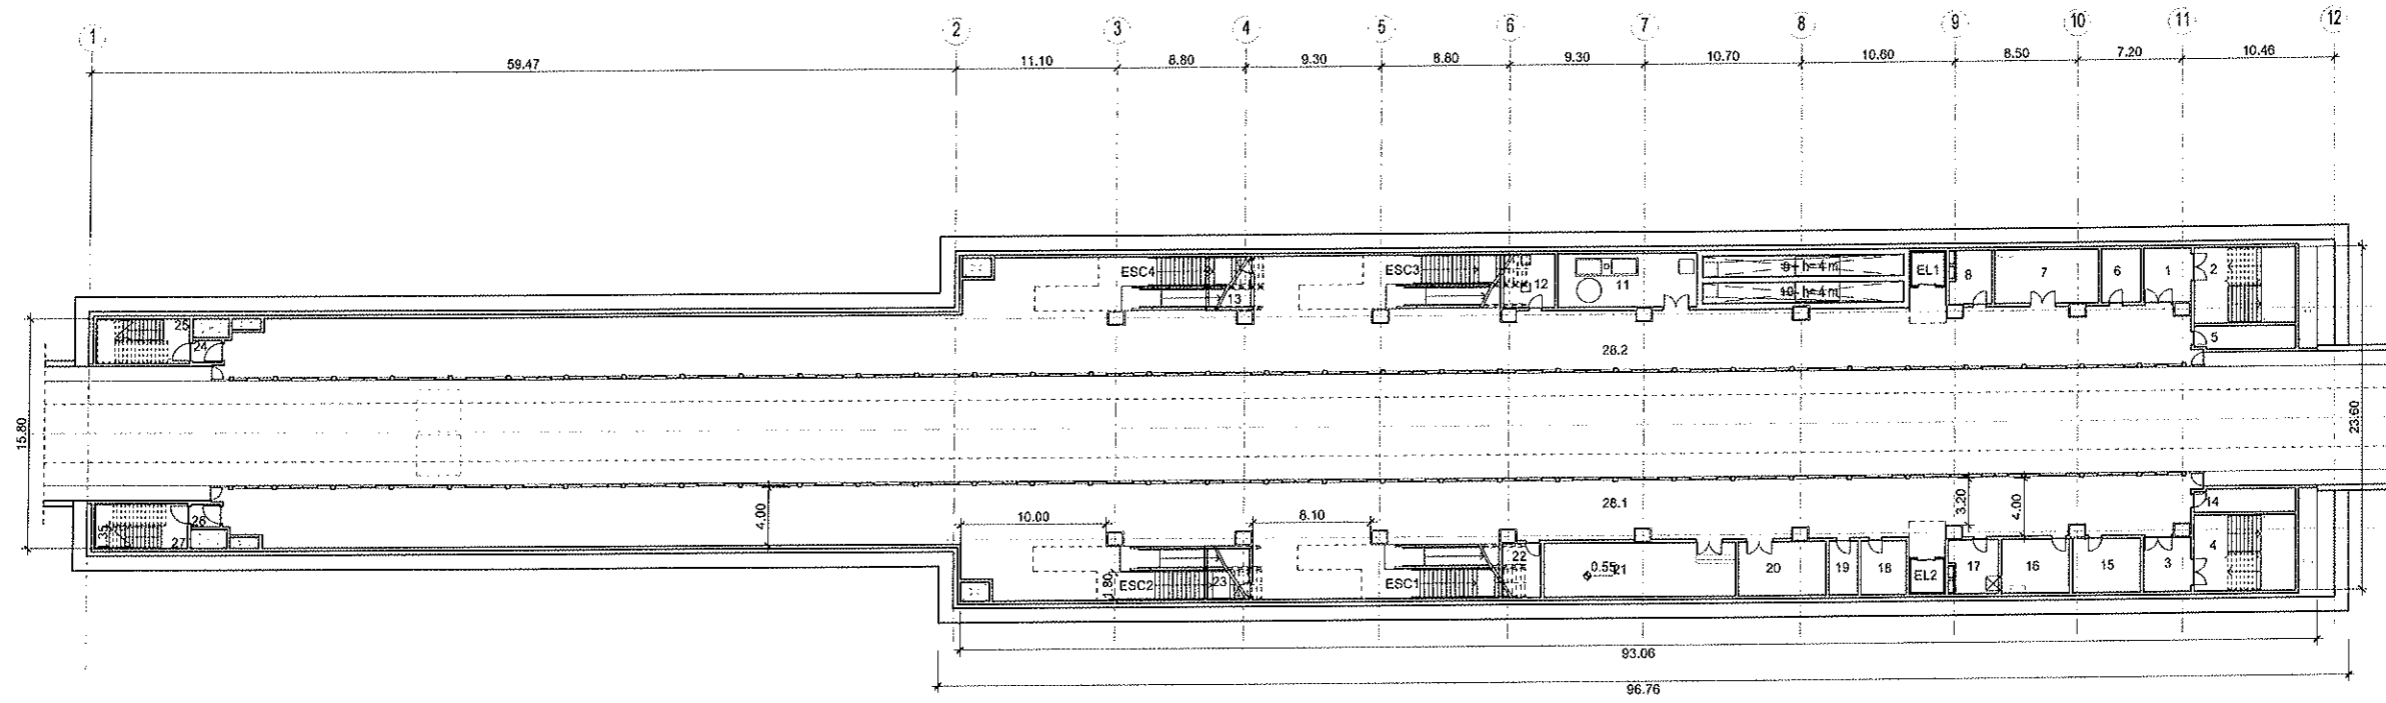 1 2 3 4 5 6 7 8 9 10 11 12
59.47 11.10 8.80 9.30 8.80 9.30 10.70 10.60 8.50 7.20 10.46
ESC4 13 ESC3 12 11 9 - h=4 m EL1 8 7 6 1 2
10 - h=4 m
25
24 5
28.2
15.80 23.60
28.1 14
26 10.00 8.10 4.00 3.20 4.00
1.35 27
ESC2 23 1.80 ESC1 22 0.55 21 20 19 18 EL2 17 16 15 3 4
93.06
96.76